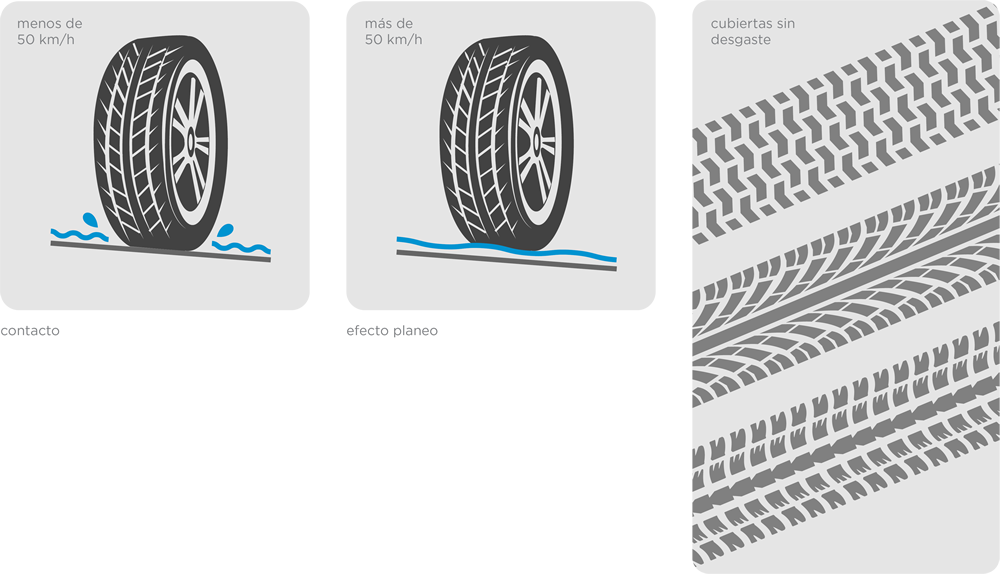 menos de
50 km/h
contacto
más de
50 km/h
efecto planeo
cubiertas sin
desgaste